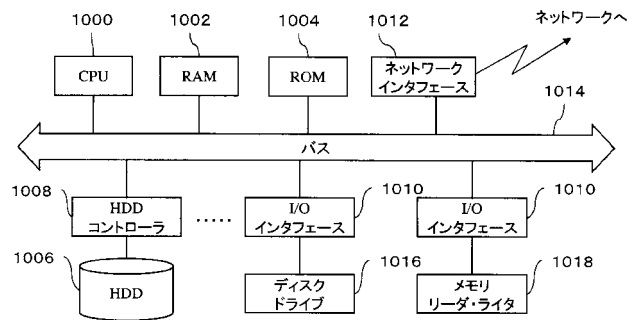 1000
1002
1004
1012
ネットワークへ
CPU
RAM
ROM
ネットワーク
インタフェース
1014
バス
1008
1010
1010
HDD
コントローラ
.....
I/O
インタフェース
I/O
インタフェース
1006
1016
1018
HDD
ディスク
ドライブ
メモリ
リーダ・ライタ